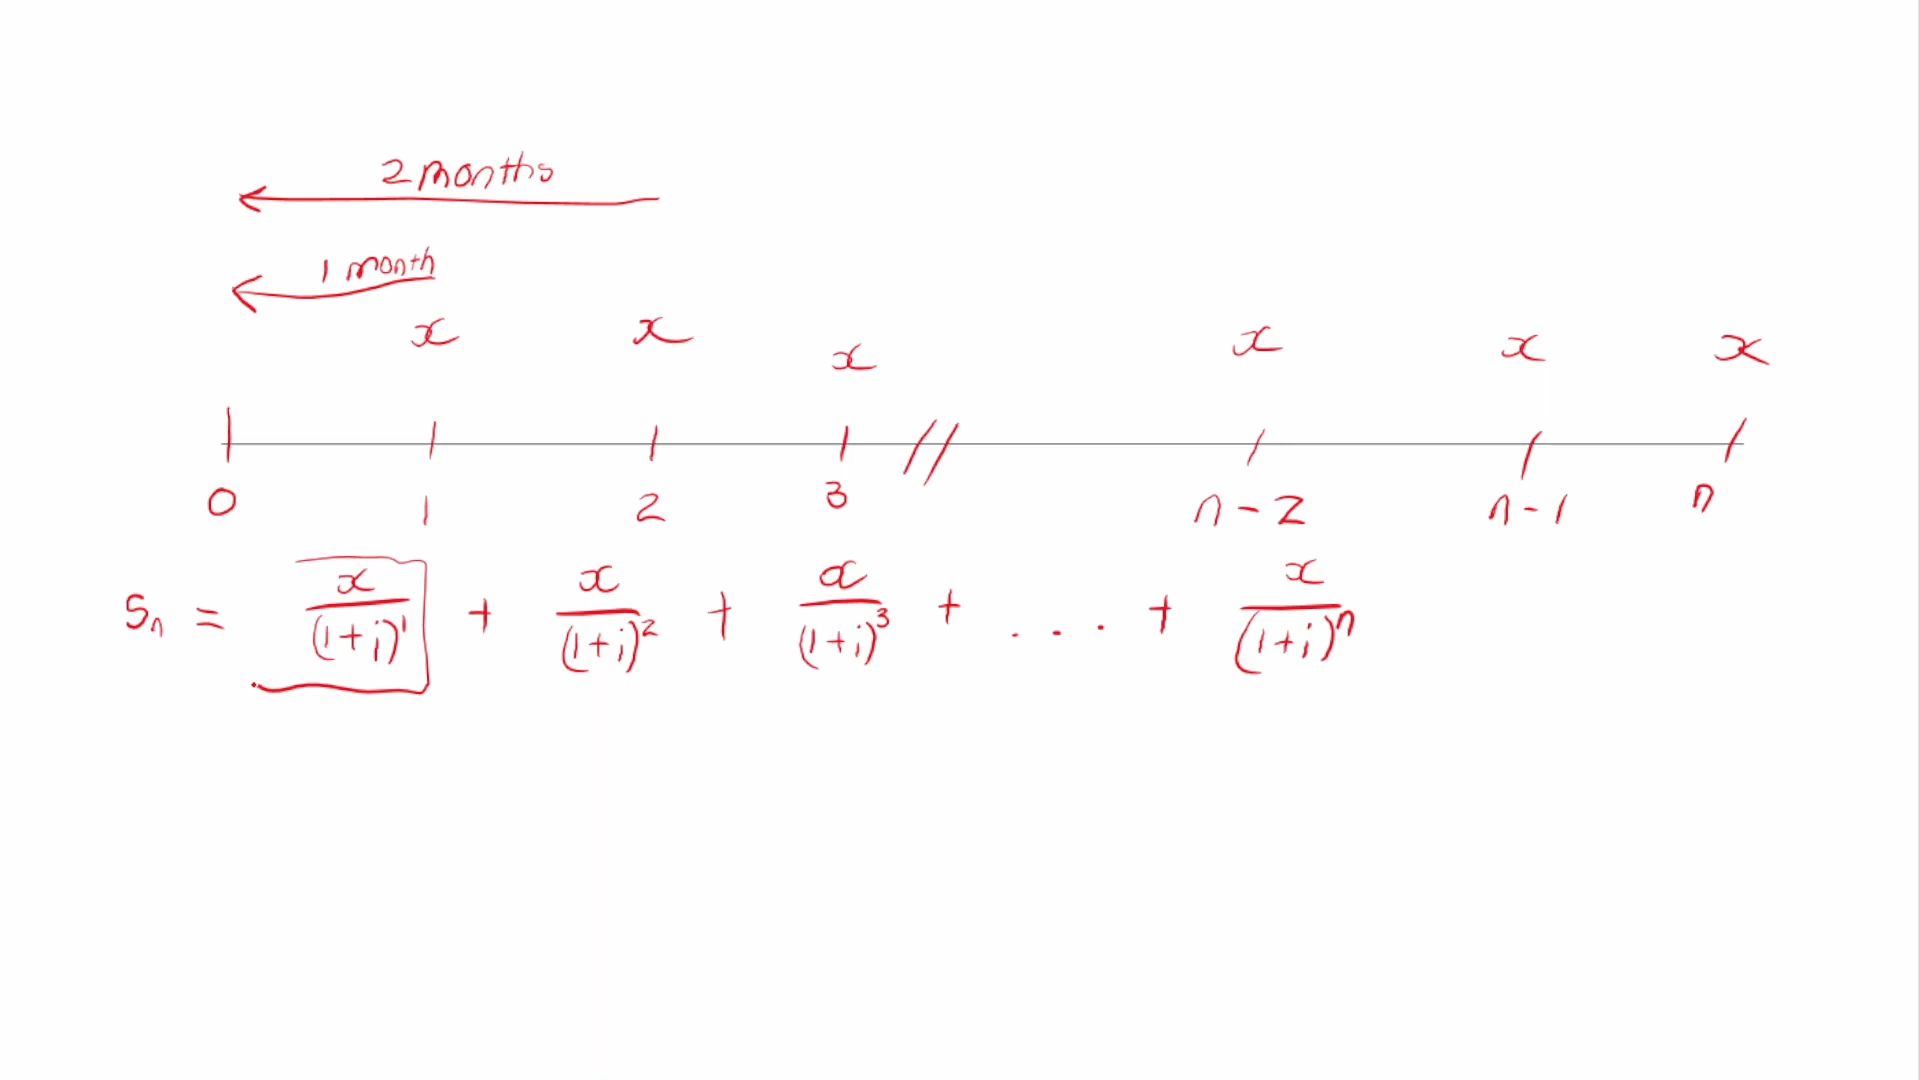 2 months
1 month
x x x x x x
0 1 2 3 n-2 n-1 n
Sn = x/(1+i)^1 + x/(1+i)^2 + x/(1+i)^3 + .... + x/(1+i)^n